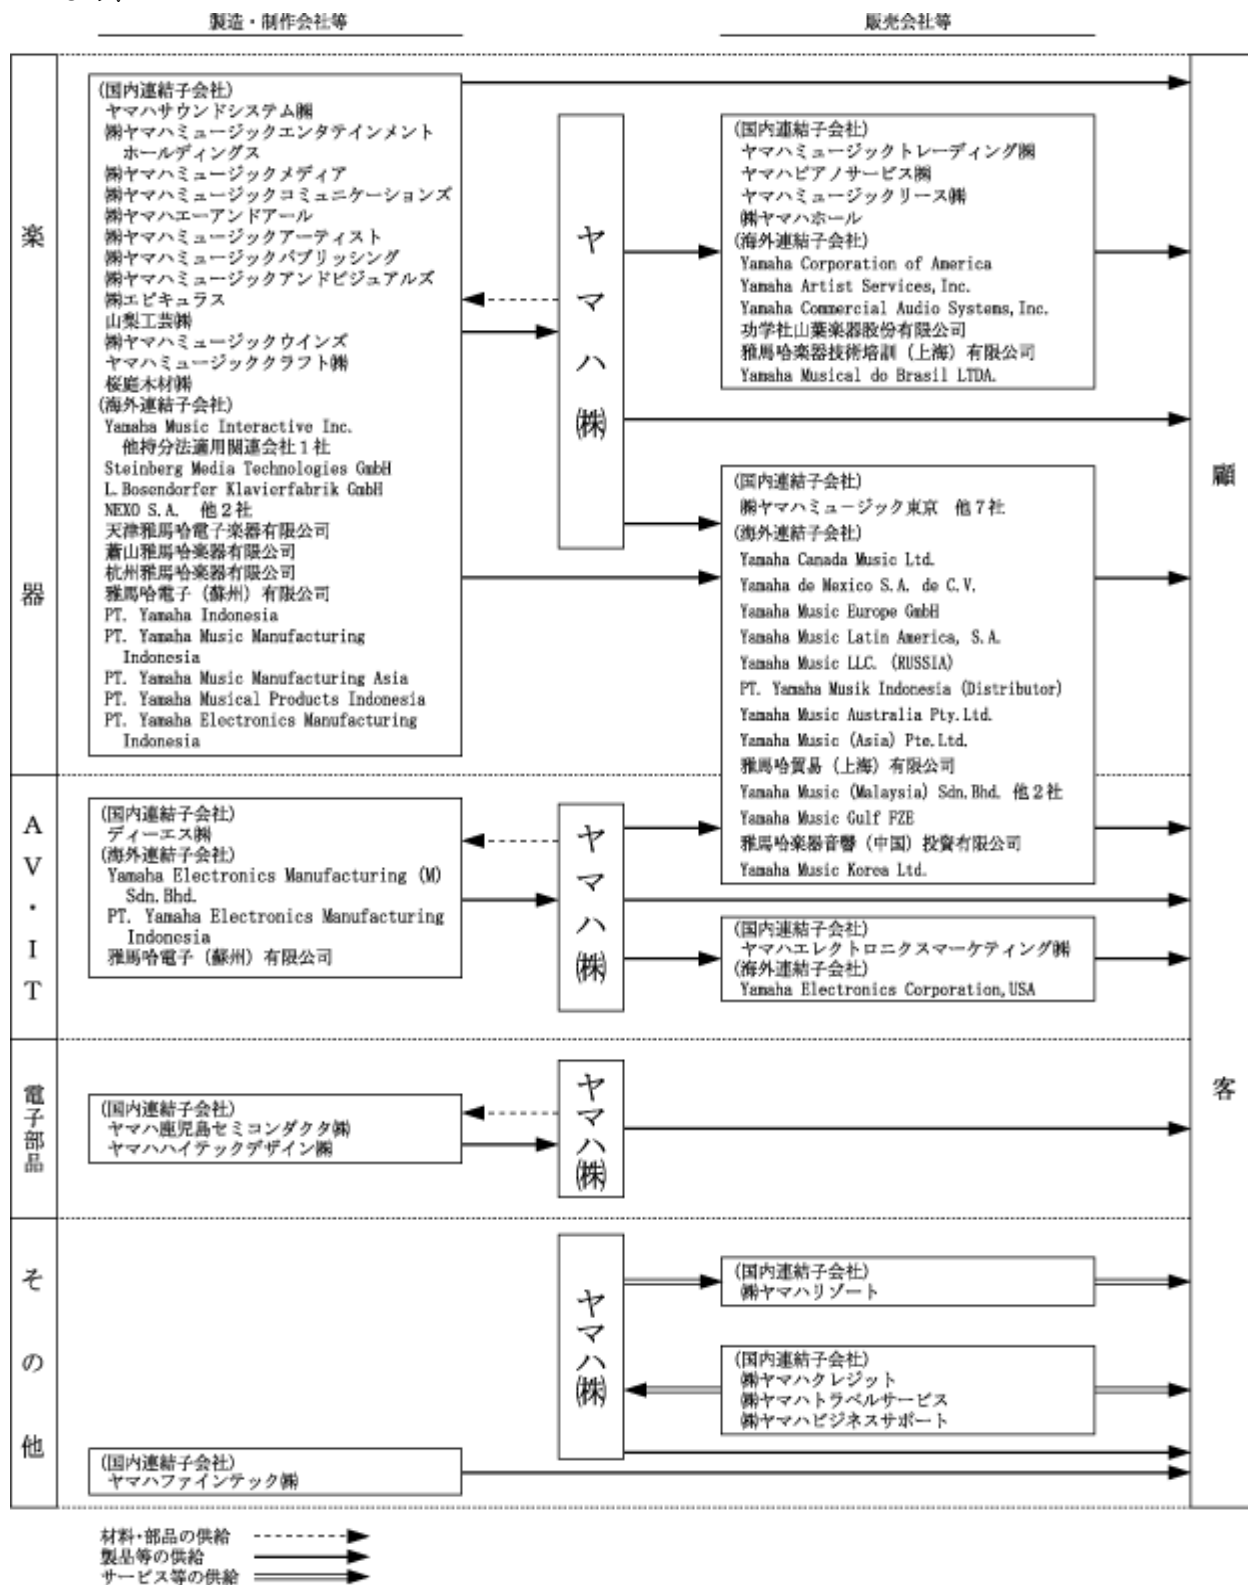 製造・制作会社等
販売会社等
楽器
(国内連結子会社)
ヤマハサウンドシステム㈱
㈱ヤマハミュージックエンタテインメント
ホールディングス
㈱ヤマハミュージックメディア
㈱ヤマハミュージックコミュニケーションズ
㈱ヤマハエーアンドアール
㈱ヤマハミュージックアーティスト
㈱ヤマハミュージックパブリッシング
㈱ヤマハミュージックアンドビジュアルズ
㈱エピキュラス
山梨工芸㈱
㈱ヤマハミュージックウインズ
ヤマハミュージッククラフト㈱
桜庭木材㈱
(海外連結子会社)
Yamaha Music Interactive Inc.
他持分法適用関連会社1社
Steinberg Media Technologies GmbH
L.Bosendorfer Klavierfabrik GmbH
NEXO S.A. 他2社
天津雅馬哈電子楽器有限公司
蕭山雅馬哈楽器有限公司
杭州雅馬哈楽器有限公司
雅馬哈電子（蘇州）有限公司
PT. Yamaha Indonesia
PT. Yamaha Music Manufacturing
Indonesia
PT. Yamaha Music Manufacturing Asia
PT. Yamaha Musical Products Indonesia
PT. Yamaha Electronics Manufacturing
Indonesia
ヤマハ㈱
(国内連結子会社)
ヤマハミュージックトレーディング㈱
ヤマハピアノサービス㈱
ヤマハミュージックリース㈱
㈱ヤマハホール
(海外連結子会社)
Yamaha Corporation of America
Yamaha Artist Services,Inc.
Yamaha Commercial Audio Systems,Inc.
功学社山葉楽器股份有限公司
雅馬哈楽器技術培訓（上海）有限公司
Yamaha Musical do Brasil LTDA.
(国内連結子会社)
㈱ヤマハミュージック東京 他7社
(海外連結子会社)
Yamaha Canada Music Ltd.
Yamaha de Mexico S.A. de C.V.
Yamaha Music Europe GmbH
Yamaha Music Latin America, S.A.
Yamaha Music LLC. (RUSSIA)
PT. Yamaha Musik Indonesia (Distributor)
Yamaha Music Australia Pty.Ltd.
Yamaha Music (Asia) Pte.Ltd.
雅馬哈貿易（上海）有限公司
Yamaha Music (Malaysia) Sdn.Bhd. 他2社
Yamaha Music Gulf FZE
雅馬哈楽器音響（中国）投資有限公司
Yamaha Music Korea Ltd.
顧客
AV・IT
(国内連結子会社)
ディーエス㈱
(海外連結子会社)
Yamaha Electronics Manufacturing (M)
Sdn.Bhd.
PT. Yamaha Electronics Manufacturing
Indonesia
雅馬哈電子（蘇州）有限公司
ヤマハ㈱
(国内連結子会社)
ヤマハエレクトロニクスマーケティング㈱
(海外連結子会社)
Yamaha Electronics Corporation,USA
電子部品
(国内連結子会社)
ヤマハ鹿児島セミコンダクタ㈱
ヤマハハイテックデザイン㈱
ヤマハ㈱
その他
ヤマハ㈱
(国内連結子会社)
㈱ヤマハリゾート
(国内連結子会社)
㈱ヤマハクレジット
㈱ヤマハトラベルサービス
㈱ヤマハビジネスサポート
(国内連結子会社)
ヤマハファインテック㈱
材料・部品の供給
製品等の供給
サービス等の供給